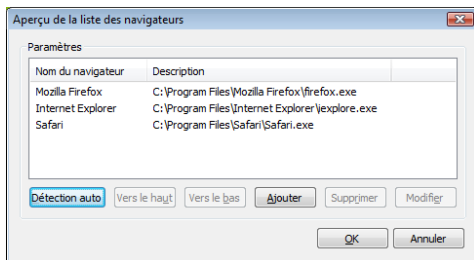 Aperçu de la liste des navigateurs
Paramètres
Nom du navigateur Description
Mozilla Firefox C:\Program Files\Mozilla Firefox\firefox.exe
Internet Explorer C:\Program Files\Internet Explorer\iexplore.exe
Safari C:\Program Files\Safari\Safari.exe
Détection auto Vers le haut Vers le bas Ajouter Supprimer Modifier
OK Annuler